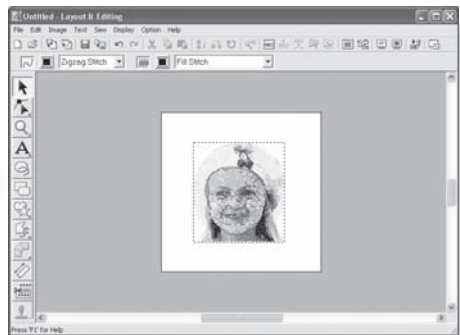 Untitled - Layout & Editing
File Edit Image Text Sew Display Option Help
Zigzag Stitch Fill Stitch
A
Press 'F1' for Help